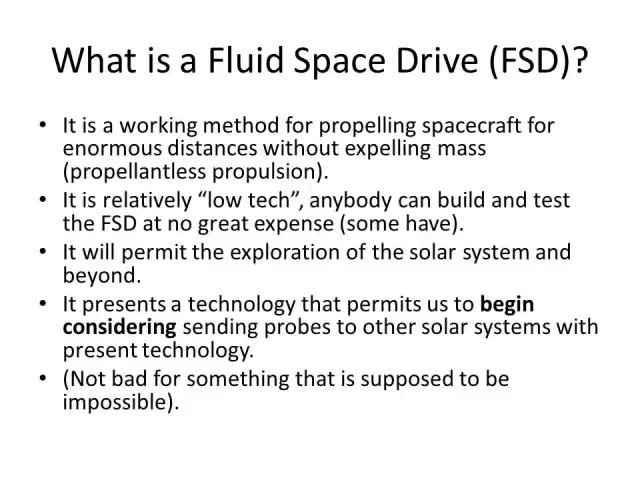 What is a Fluid Space Drive (FSD)?
• It is a working method for propelling spacecraft for
enormous distances without expelling mass
(propellantless propulsion).
• It is relatively “low tech”, anybody can build and test
the FSD at no great expense (some have).
• It will permit the exploration of the solar system and
beyond.
• It presents a technology that permits us to begin
considering sending probes to other solar systems with
present technology.
• (Not bad for something that is supposed to be
impossible).